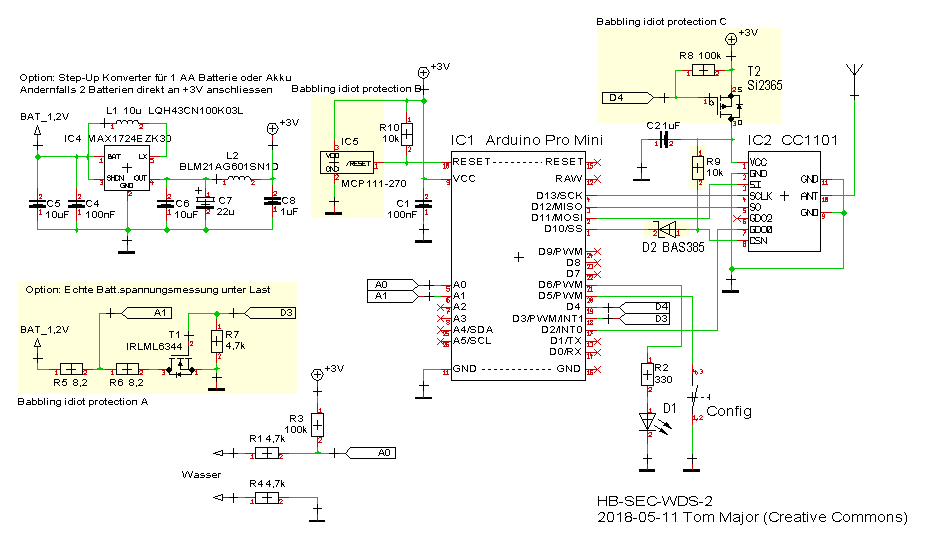 Babbling idiot protection C
+3V
R8 100k
T2
Si2365
D4
Option: Step-Up Konverter für 1 AA Batterie oder Akku
Andernfalls 2 Batterien direkt an +3V anschliessen
L1 10u LQH43CN100K03L
BAT_1,2V
IC4 MAX1724EZK30
BAT LX
SHDN OUT
GND
L2
BLM21AG601SN1D
+3V
C5
10uF
C4
100nF
C6
10uF
C7
22u
C8
1uF
Babbling idiot protection B
+3V
R10
10k
IC5
VDD
GND
/RESET
MCP111-270
C1
100nF
IC1 Arduino Pro Mini
RESET RESET
VCC RAW
D13/SCK
D12/MISO
D11/MOSI
D10/SS
D9/PWM
D8
D7
A0 D6/PWM
A1 D5/PWM
A2 D4
A3 D3/PWM/INT1
A4/SDA D2/INT0
A5/SCL D1/TX
D0/RX
GND GND
A0
A1
D4
D3
C2 1uF
R9
10k
D2 BAS385
IC2 CC1101
VCC
GND
SI
SCLK
SO
GDO2
GDO0
CSN
GND
ANT
GND
Option: Echte Batt.spannungsmessung unter Last
A1
D3
BAT_1,2V
T1
IRLML6344
R7
4,7k
R5 8,2
R6 8,2
Babbling idiot protection A
+3V
R3
100k
R1 4,7k
A0
Wasser
R4 4,7k
R2
330
D1
Config
HB-SEC-WDS-2
2018-05-11 Tom Major (Creative Commons)